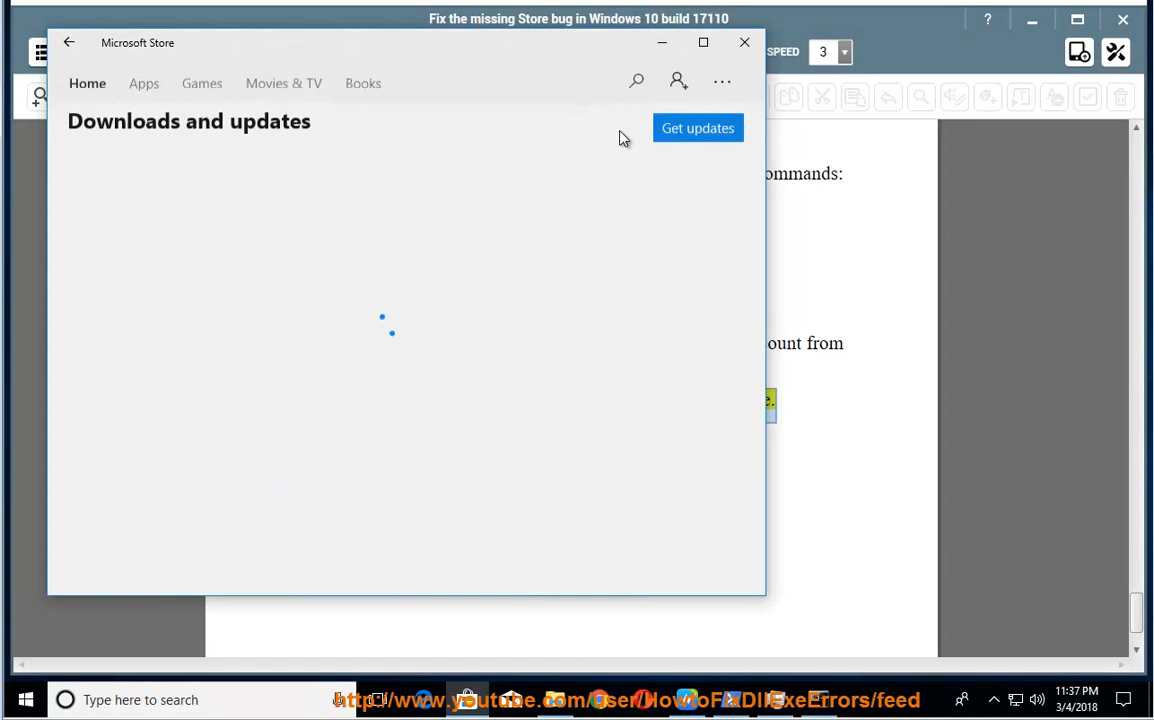 Fix the missing Store bug in Windows 10 build 17110
?
Microsoft Store
SPEED
3
Home Apps Games Movies & TV Books
Downloads and updates
Get updates
ommands:
ount from
e.
Type here to search
http://www.youtube.com/user/HowtoFixDllExeErrors/feed
11:37 PM
3/4/2018